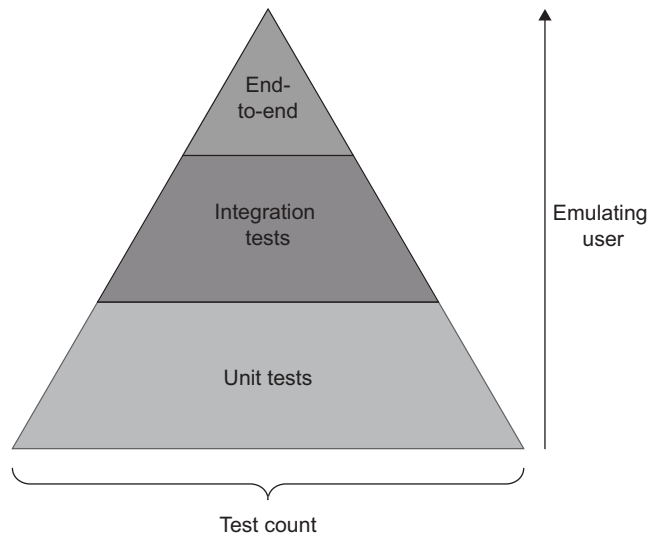 End-
to-end
Integration
tests
Emulating
user
Unit tests
Test count